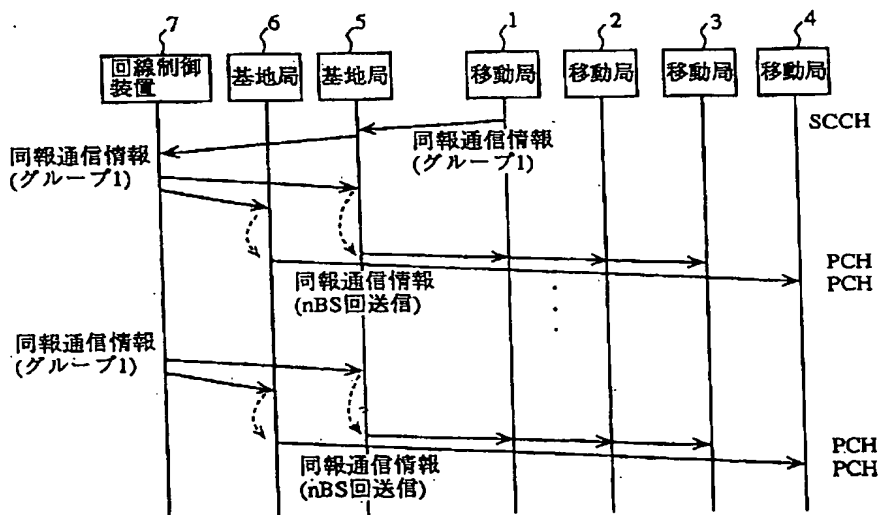 7 6 5 1 2 3 4
回線制御
装置
基地局
基地局
移動局
移動局
移動局
移動局
SCCH
同報通信情報
(グループ1)
同報通信情報
(グループ1)
PCH
PCH
同報通信情報
(nBS回送信)
同報通信情報
(グループ1)
PCH
PCH
同報通信情報
(nBS回送信)